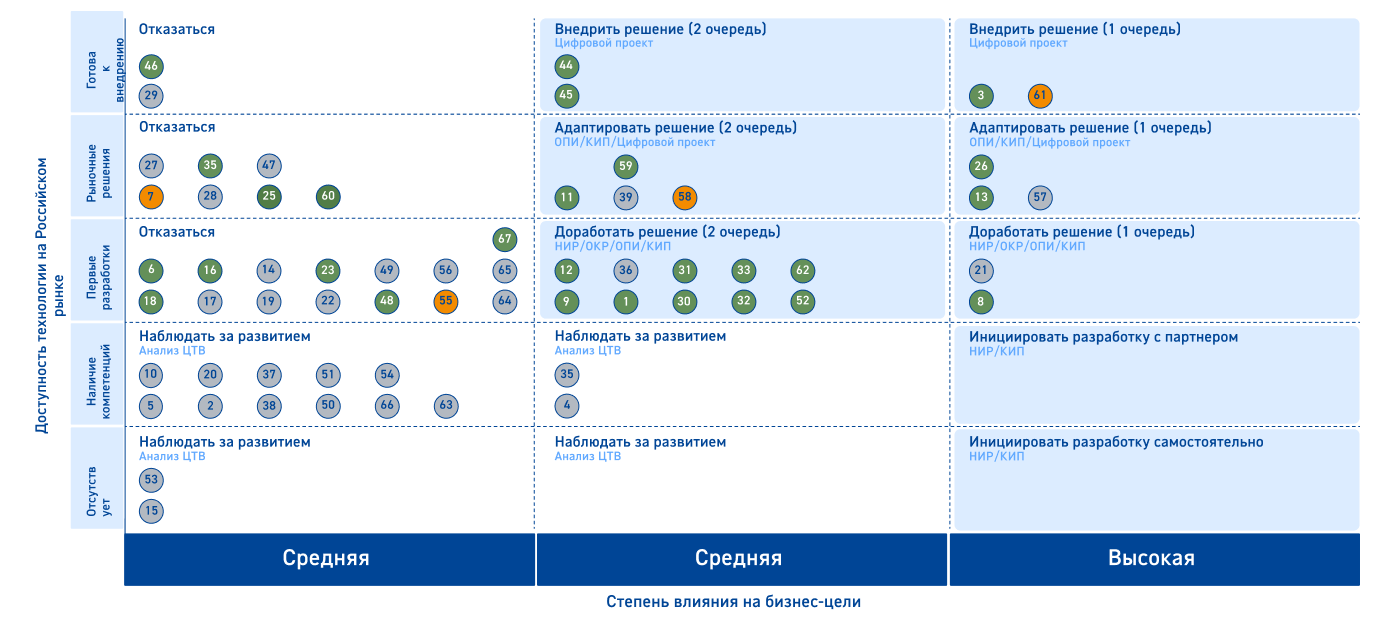 Доступность технологии на Российском
рынке
Готова
к
внедрению
Отказаться
46
29
Внедрить решение (2 очередь)
Цифровой проект
44
45
Внедрить решение (1 очередь)
Цифровой проект
3 61
Рыночные
решения
Отказаться
27 35 47
7 28 25 60
Адаптировать решение (2 очередь)
ОПИ/КИП/Цифровой проект
59
11 39 58
Адаптировать решение (1 очередь)
ОПИ/КИП/Цифровой проект
26
13 57
Первые
разработки
Отказаться
67
6 16 14 23 49 56 65
18 17 19 22 48 55 64
Доработать решение (2 очередь)
НИР/ОКР/ОПИ/КИП
12 36 31 33 62
9 1 30 32 52
Доработать решение (1 очередь)
НИР/ОКР/ОПИ/КИП
21
8
Наличие
компетенций
Наблюдать за развитием
Анализ ЦТВ
10 20 37 51 54
5 2 38 50 66 63
Наблюдать за развитием
Анализ ЦТВ
35
4
Инициировать разработку с партнером
НИР/КИП
Отсутств
ует
Наблюдать за развитием
Анализ ЦТВ
53
15
Наблюдать за развитием
Анализ ЦТВ
Инициировать разработку самостоятельно
НИР/КИП
Средняя
Средняя
Высокая
Степень влияния на бизнес-цели